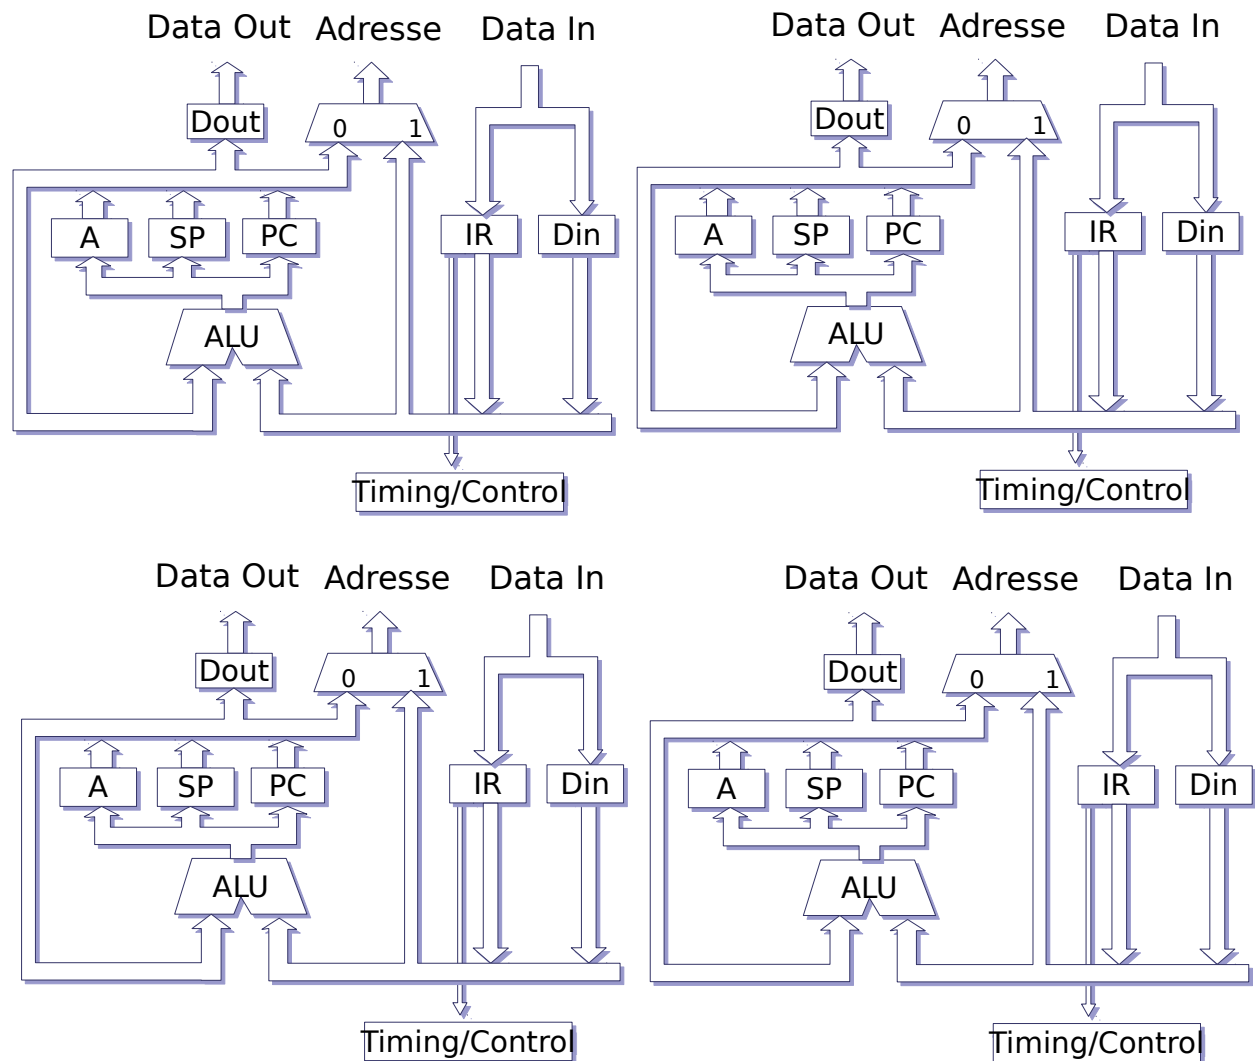 Data Out Adresse Data In
Dout 0 1
A SP PC IR Din
ALU
Timing/Control
Data Out Adresse Data In
Dout 0 1
A SP PC IR Din
ALU
Timing/Control
Data Out Adresse Data In
Dout 0 1
A SP PC IR Din
ALU
Timing/Control
Data Out Adresse Data In
Dout 0 1
A SP PC IR Din
ALU
Timing/Control